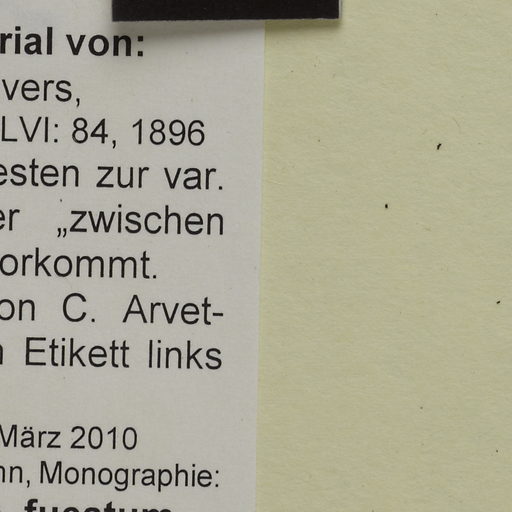 rial von:
vers,
LVI: 84, 1896
esten zur var.
er „zwischen
orkommt.
on C. Arvet-
n Etikett links
März 2010
nn, Monographie:
fucatum